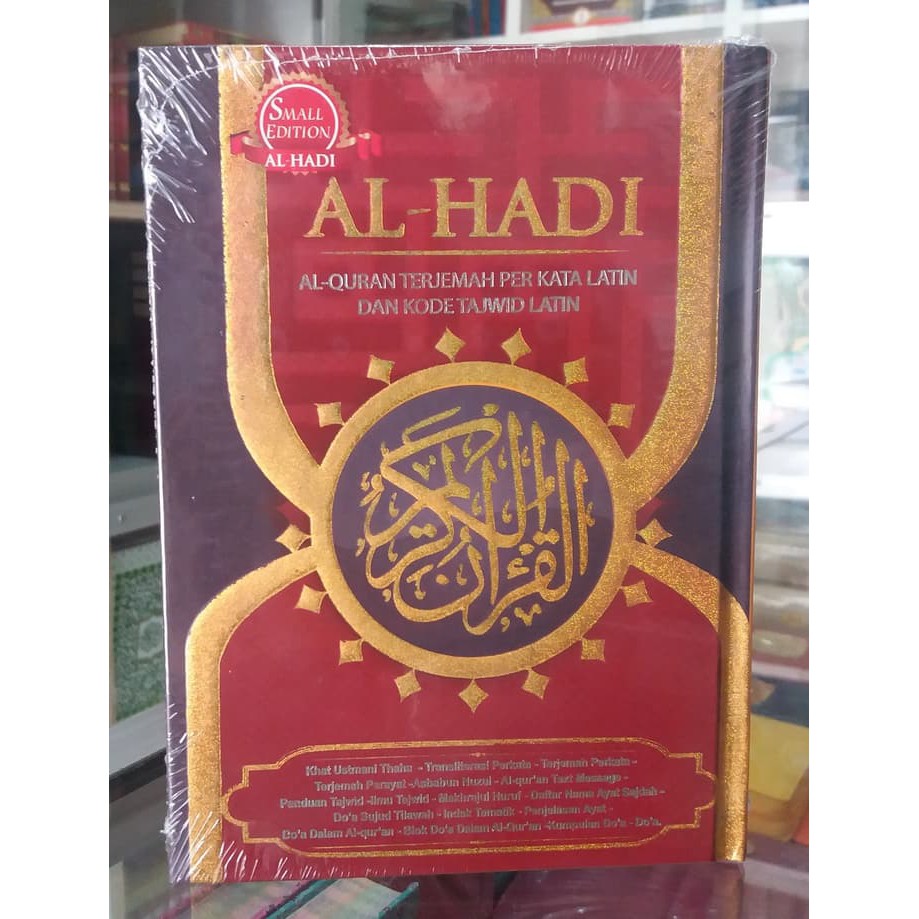 SMALL
EDITION
AL-HADI
AL-HADI
AL-QURAN TERJEMAH PER KATA LATIN
DAN KODE TAJWID LATIN
القرآن الكريم
Khat Ustmani Thaha - Transliterasi Perkata - Terjemah Perkata -
Terjemah Perayat -Asbabun Nuzul - Al-qur'an Text Message -
Panduan Tajwid -Ilmu Tajwid - Makhrajul Huruf - Daftar Nama Ayat Sajdah -
Do'a Sujud Tilawah - Indek Tematik - Penjelasan Ayat -
Do'a Dalam Al-qur'an - Blok Do'a Dalam Al-Qur'an -Kumpulan Do'a - Do'a.